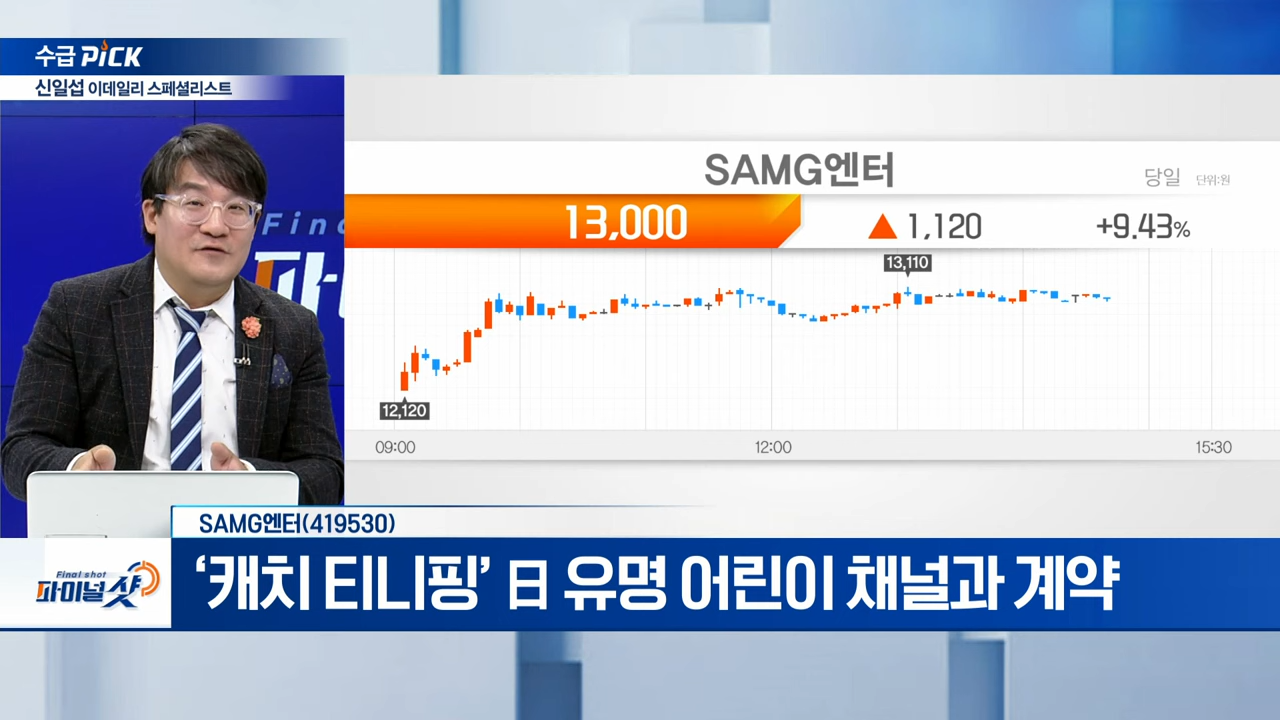 수급 PiCK
신일섭 이데일리 스페셜리스트
SAMG엔터
당일 단위:원
13,000 ▲1,120 +9.43%
13,110
12,120
09:00 12:00 15:30
Final
파이
SAMG엔터(419530)
Final shot
파이널샷
‘캐치 티니핑’ 日 유명 어린이 채널과 계약